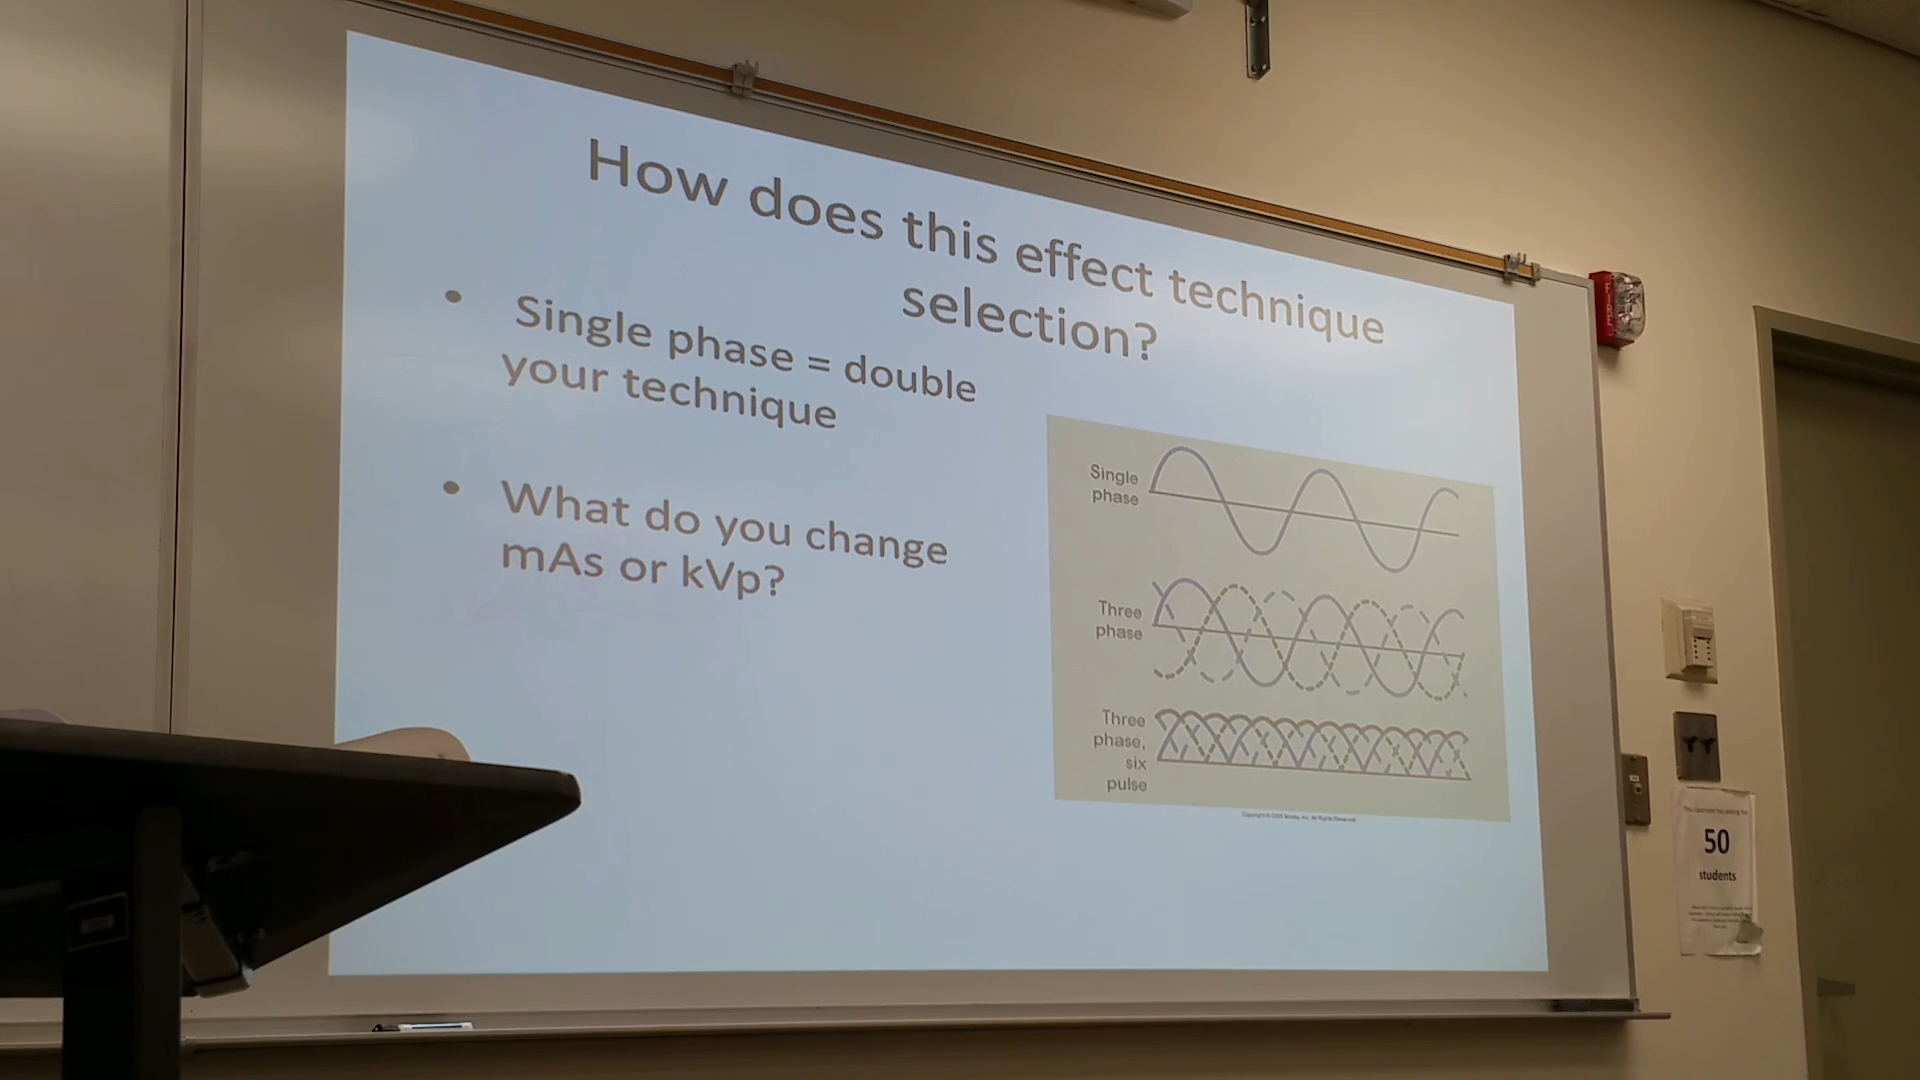 How does this effect technique
selection?
• Single phase = double
your technique
• What do you change
mAs or kVp?
Single
phase
Three
phase
Three
phase,
six
pulse
FIRE
50
students